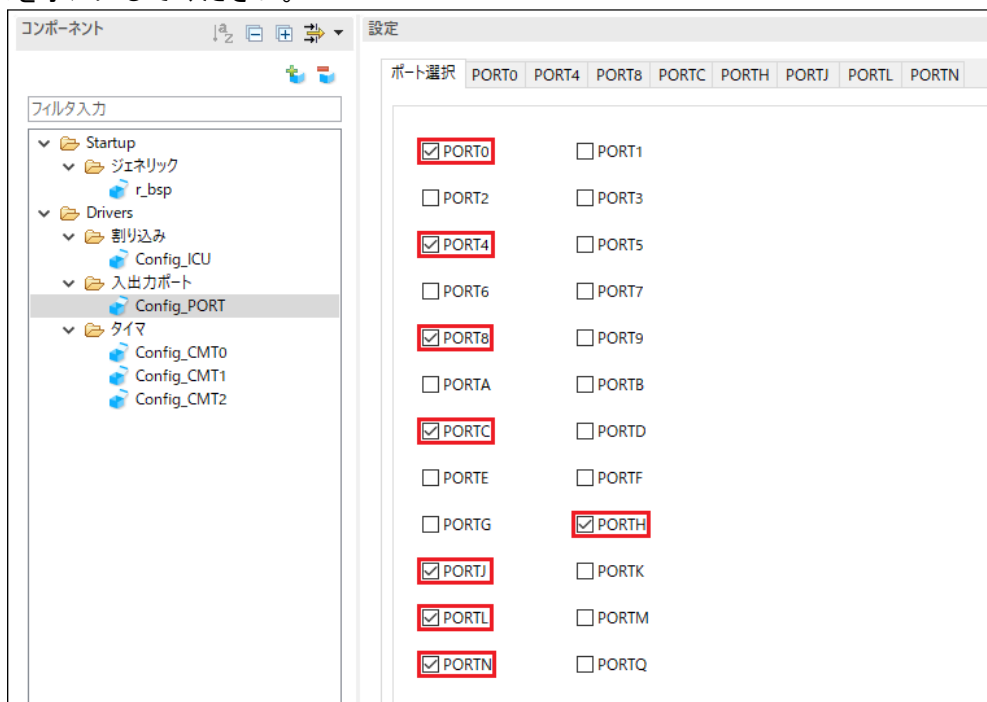 コンポーネント
設定
ポート選択 PORT0 PORT4 PORT8 PORTC PORTH PORTJ PORTL PORTN
フィルタ入力
Startup
ジェネリック
r_bsp
Drivers
割り込み
Config_ICU
入出力ポート
Config_PORT
タイマ
Config_CMT0
Config_CMT1
Config_CMT2
PORT0 PORT1
PORT2 PORT3
PORT4 PORT5
PORT6 PORT7
PORT8 PORT9
PORTA PORTB
PORTC PORTD
PORTE PORTF
PORTG PORTH
PORTJ PORTK
PORTL PORTM
PORTN PORTQ